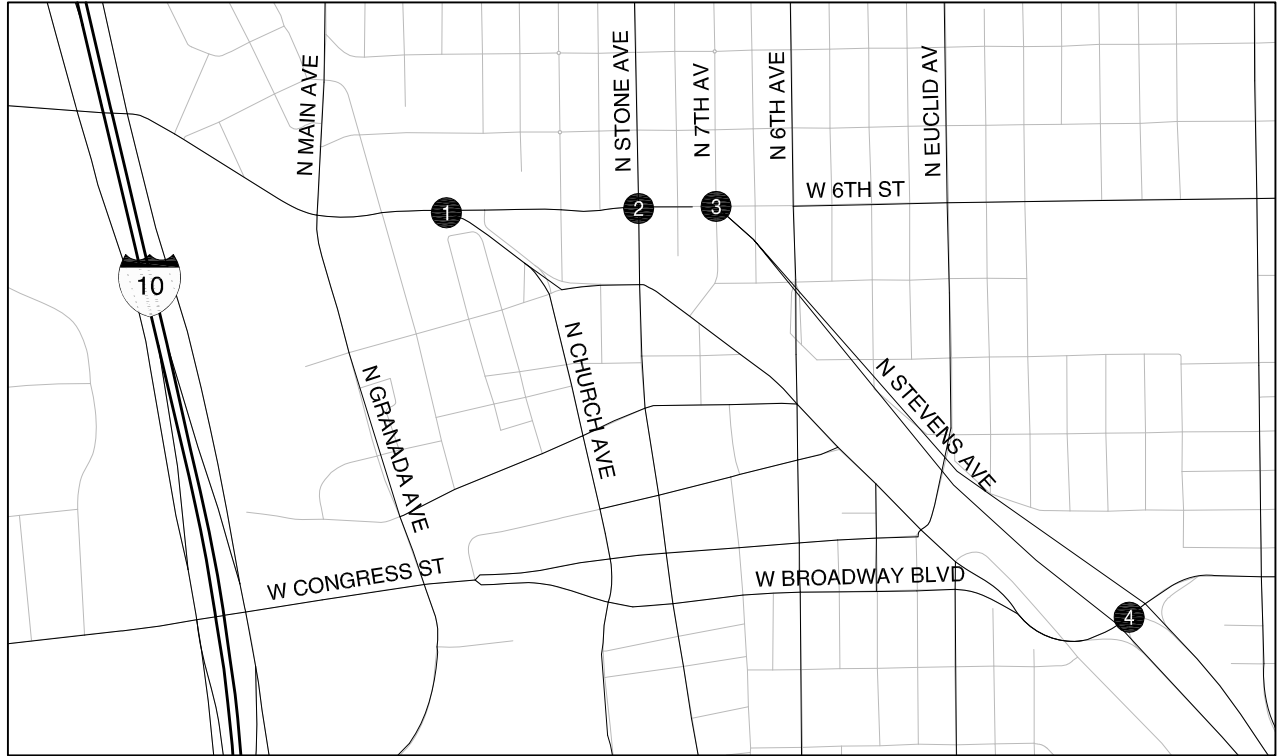 N MAIN AVE
N STONE AVE
N 7TH AV
N 6TH AVE
N EUCLID AV
W 6TH ST
1
2
3
10
N CHURCH AVE
N GRANADA AVE
N STEVENS AVE
W CONGRESS ST
W BROADWAY BLVD
4